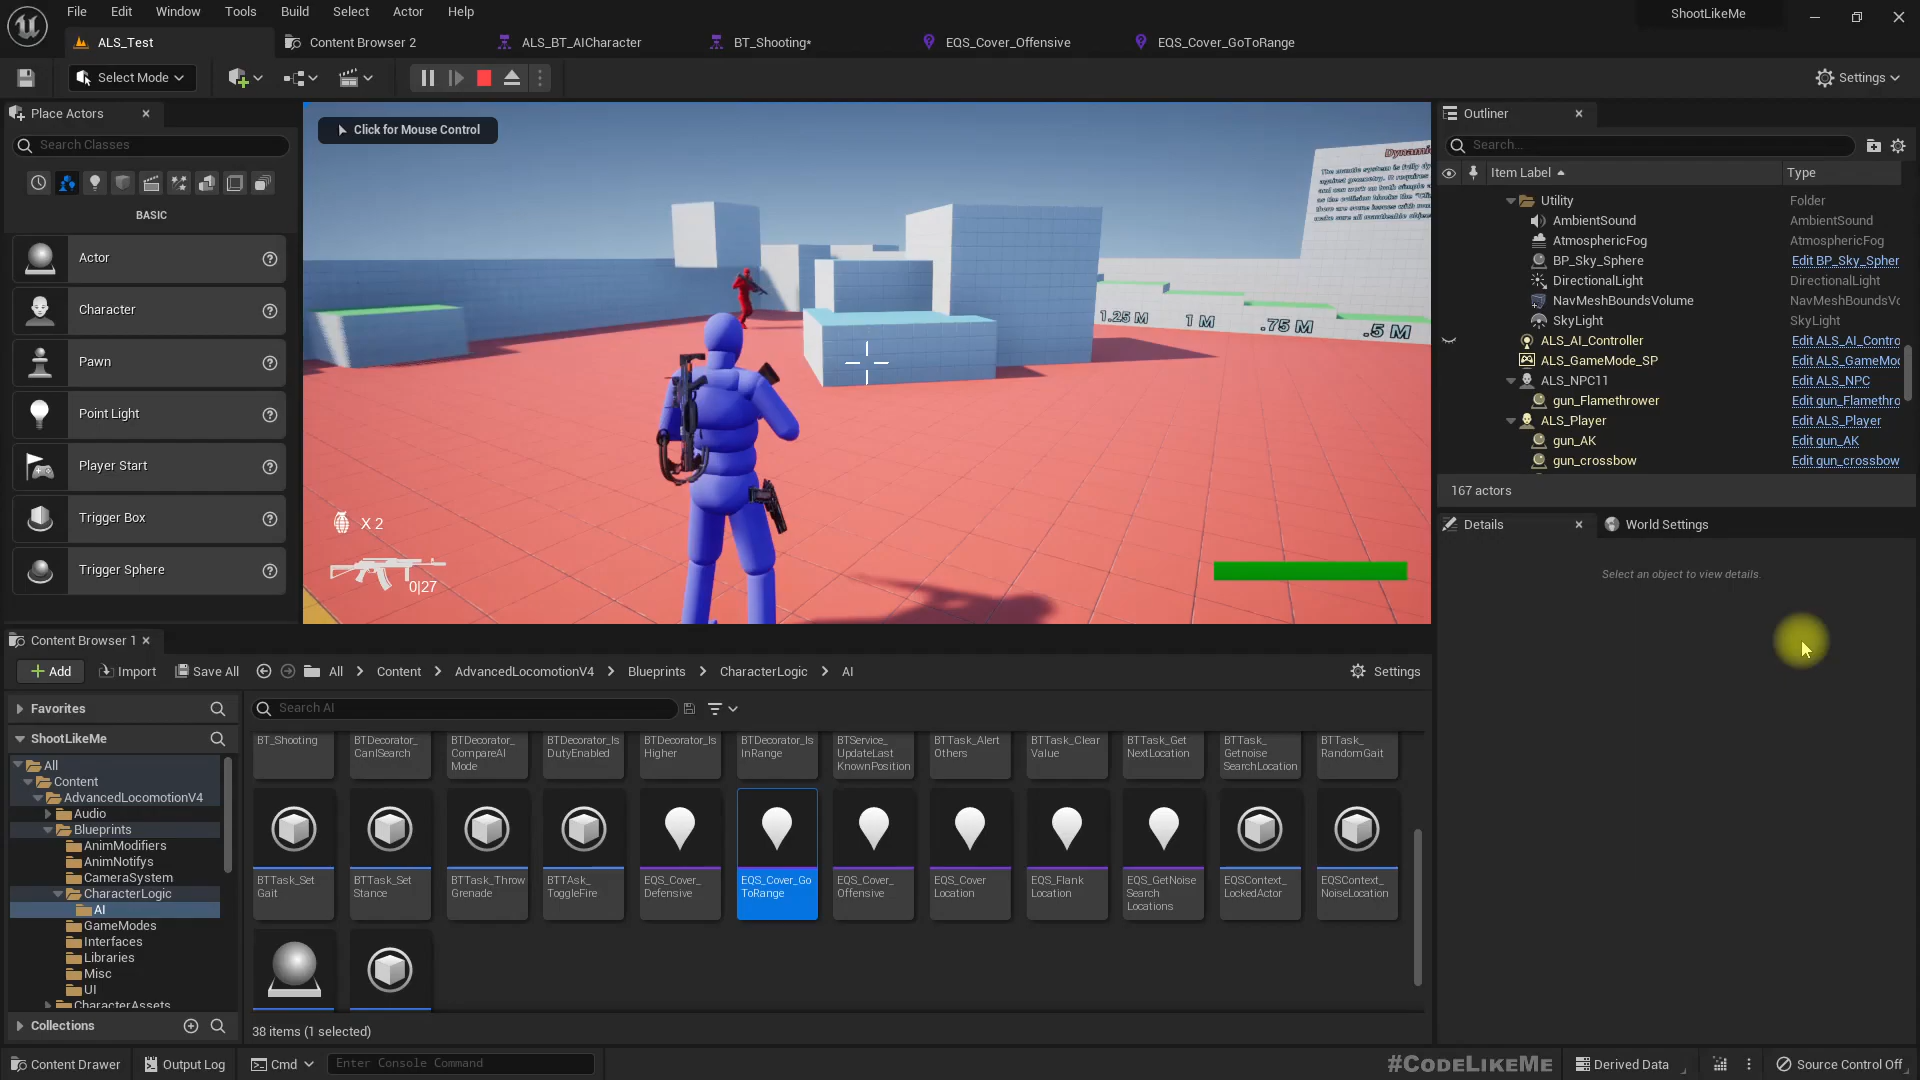 File Edit Window Tools Build Select Actor Help
ShootLikeMe
ALS_Test
Content Browser 2
ALS_BT_AICharacter
BT_Shooting*
EQS_Cover_Offensive
EQS_Cover_GoToRange
Select Mode
Settings
Place Actors
Search Classes
BASIC
Actor
Character
Pawn
Point Light
Player Start
Trigger Box
Trigger Sphere
Click for Mouse Control
Dynamic
1.25 M 1 M .75 M .5 M
X 2
0|27
Outliner
Search...
Item Label Type
Utility Folder
AmbientSound AmbientSound
AtmosphericFog AtmosphericFog
BP_Sky_Sphere Edit BP_Sky_Spher
DirectionalLight DirectionalLight
NavMeshBoundsVolume NavMeshBoundsVo
SkyLight SkyLight
ALS_AI_Controller Edit ALS_AI_Contro
ALS_GameMode_SP Edit ALS_GameMod
ALS_NPC11 Edit ALS_NPC
gun_Flamethrower Edit gun_Flamethro
ALS_Player Edit ALS_Player
gun_AK Edit gun_AK
gun_crossbow Edit gun_crossbow
167 actors
Details
World Settings
Select an object to view details.
Content Browser 1
Add Import Save All All > Content > AdvancedLocomotionV4 > Blueprints > CharacterLogic > AI Settings
Favorites
ShootLikeMe
All
Content
AdvancedLocomotionV4
Audio
Blueprints
AnimModifiers
AnimNotifys
CameraSystem
CharacterLogic
AI
GameModes
Interfaces
Libraries
Misc
UI
CharacterAssets
Collections
Search AI
BT_Shooting
BTDecorator_
CanISearch
BTDecorator_
CompareAI
Mode
BTDecorator_Is
DutyEnabled
BTDecorator_Is
Higher
BTDecorator_Is
InRange
BTService_
UpdateLast
KnownPosition
BTTask_Alert
Others
BTTask_Clear
Value
BTTask_Get
NextLocation
BTTask_
Getnoise
SearchLocation
BTTask_
RandomGait
BTTask_Set
Gait
BTTask_Set
Stance
BTTask_Throw
Grenade
BTTAsk_
ToggleFire
EQS_Cover_
Defensive
EQS_Cover_Go
ToRange
EQS_Cover_
Offensive
EQS_Cover
Location
EQS_Flank
Location
EQS_GetNoise
Search
Locations
EQSContext_
LockedActor
EQSContext_
NoiseLocation
38 items (1 selected)
Content Drawer
Output Log
Cmd
Enter Console Command
#CODELIKEME
Derived Data
Source Control Off